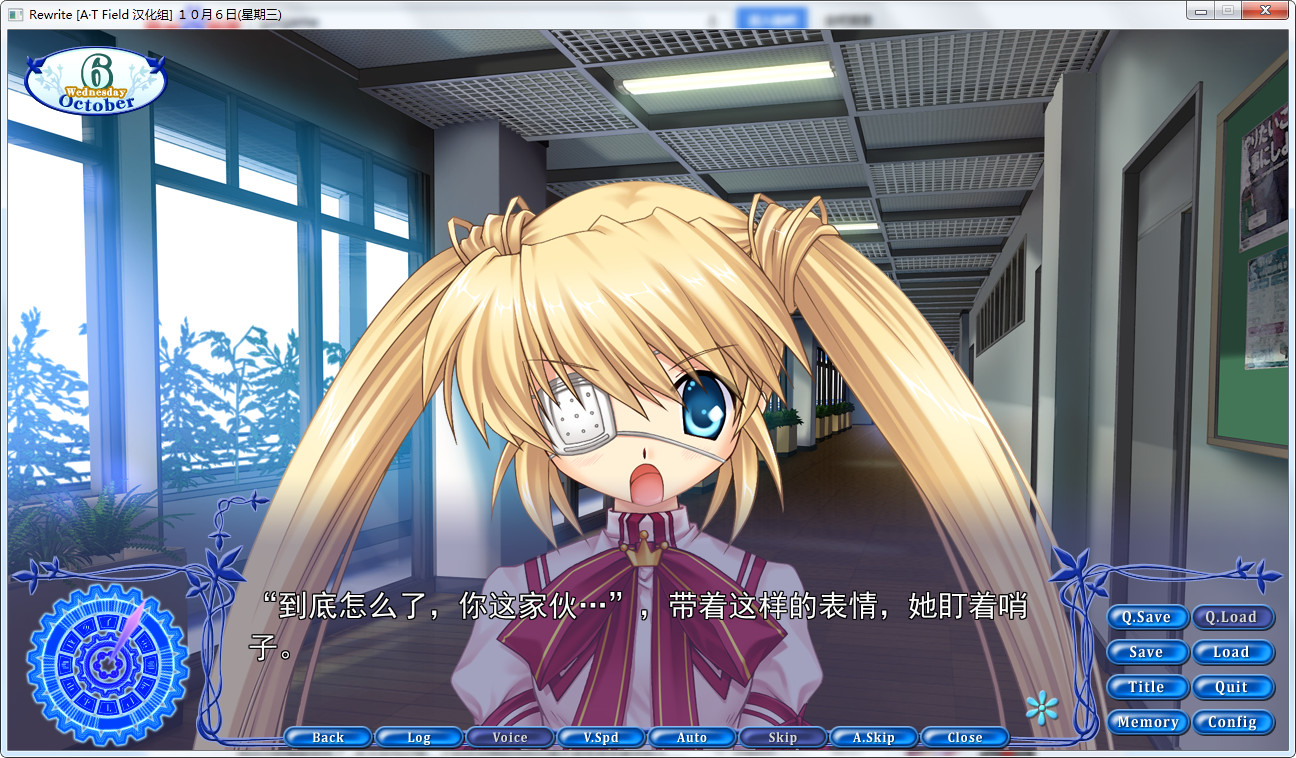 Rewrite [A·T Field 汉化组] １０月６日(星期三)
6
Wednesday
October
“到底怎么了，你这家伙…”，带着这样的表情，她盯着哨
子。
Q.Save
Q.Load
Save
Load
Title
Quit
Memory
Config
Back
Log
Voice
V.Spd
Auto
Skip
A.Skip
Close